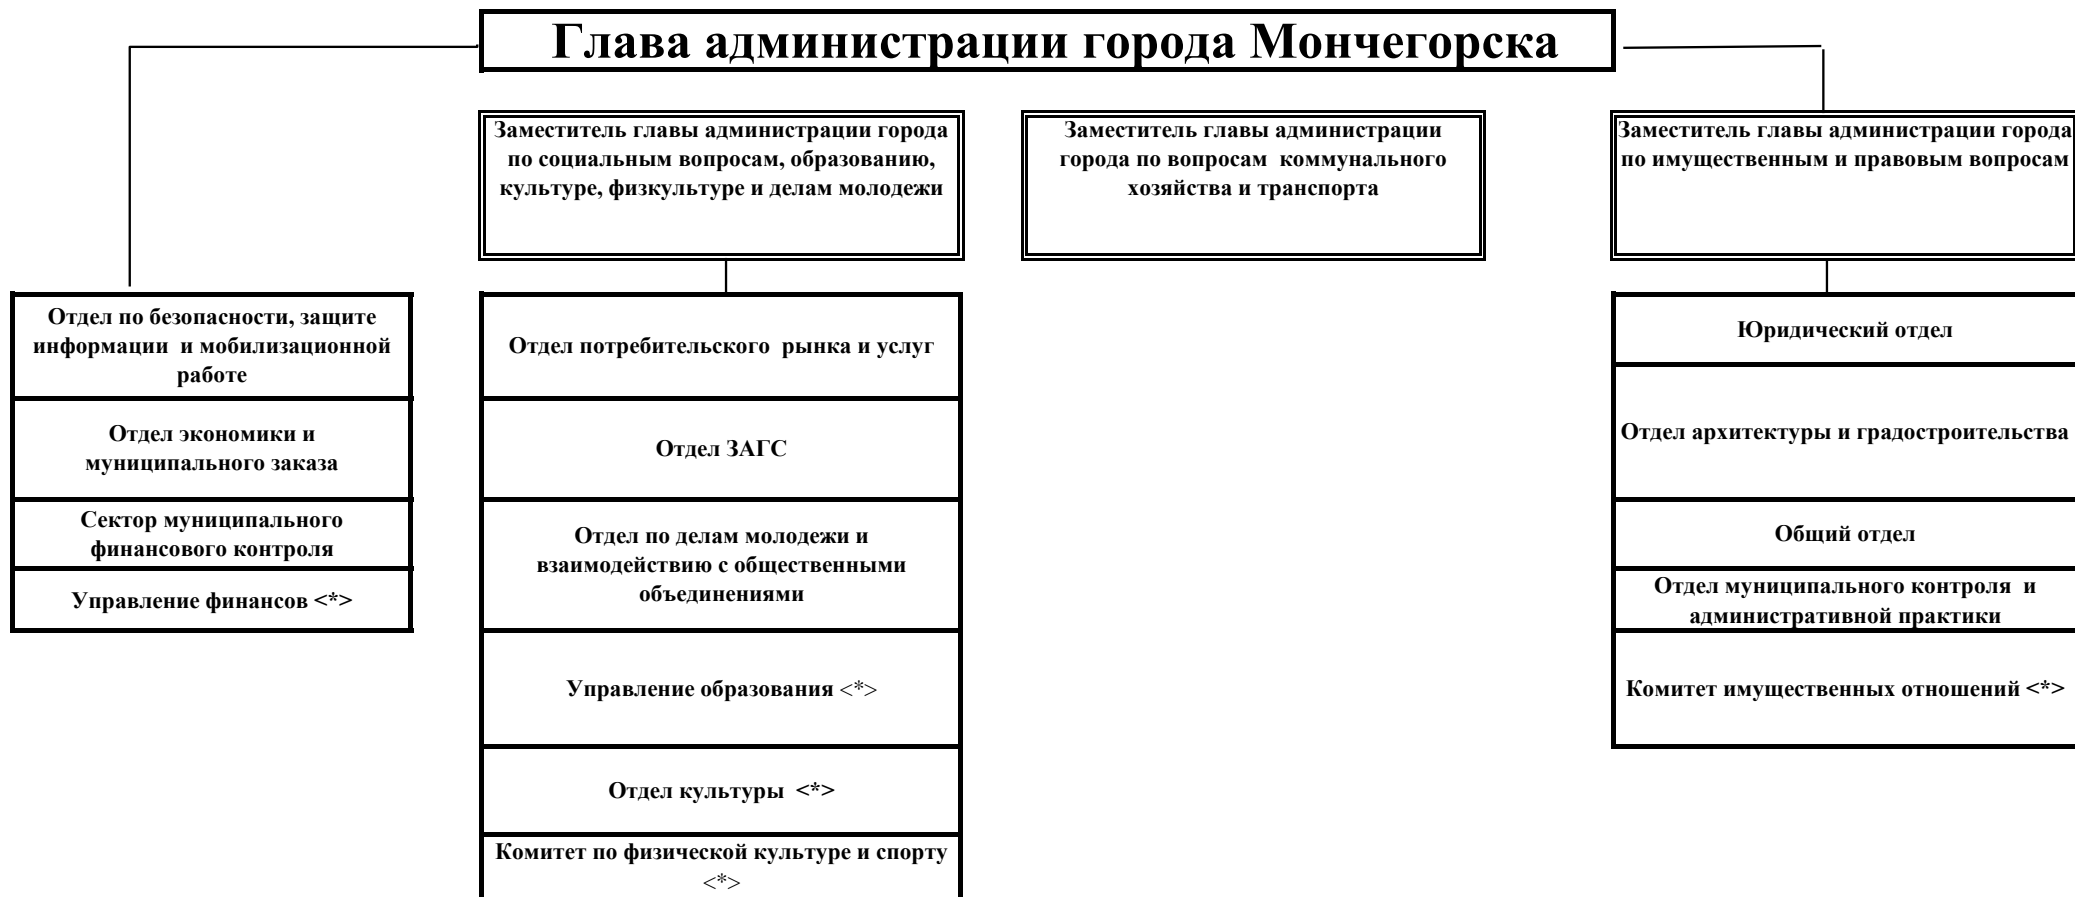 Глава администрации города Мончегорска
Заместитель главы администрации города
по социальным вопросам, образованию,
культуре, физкультуре и делам молодежи
Заместитель главы администрации
города по вопросам коммунального
хозяйства и транспорта
Заместитель главы администрации города
по имущественным и правовым вопросам
Отдел по безопасности, защите
информации и мобилизационной
работе
Отдел экономики и
муниципального заказа
Сектор муниципального
финансового контроля
Управление финансов <*>
Отдел потребительского рынка и услуг
Отдел ЗАГС
Отдел по делам молодежи и
взаимодействию с общественными
объединениями
Управление образования <*>
Отдел культуры <*>
Комитет по физической культуре и спорту
<*>
Юридический отдел
Отдел архитектуры и градостроительства
Общий отдел
Отдел муниципального контроля и
административной практики
Комитет имущественных отношений <*>